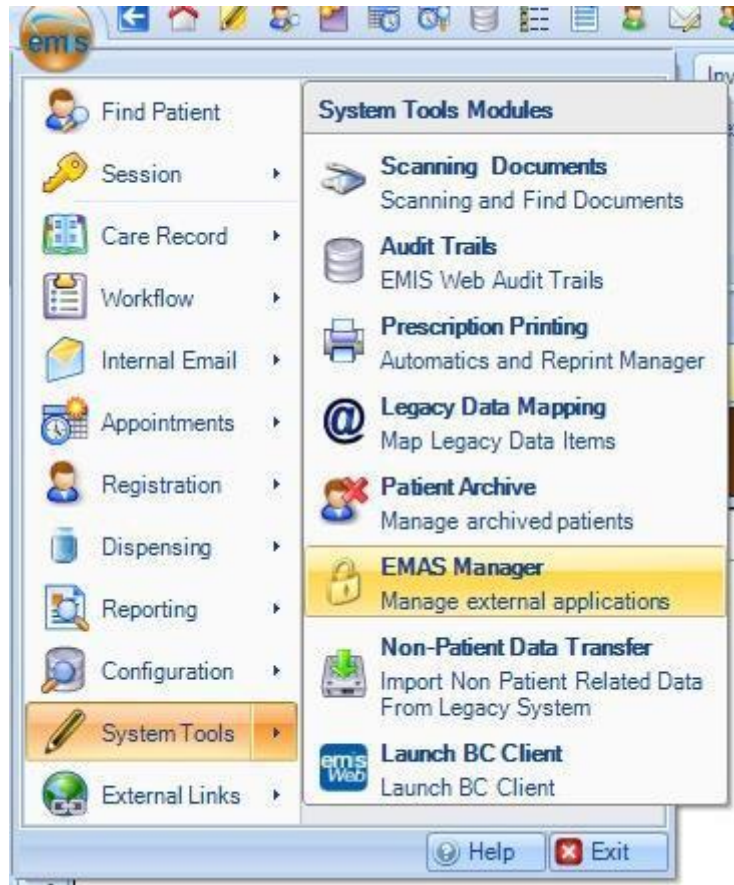 emis
Inv
Find Patient
Session
Care Record
Workflow
Internal Email
Appointments
Registration
Dispensing
Reporting
Configuration
System Tools
External Links
System Tools Modules
Scanning Documents
Scanning and Find Documents
Audit Trails
EMIS Web Audit Trails
Prescription Printing
Automatics and Reprint Manager
Legacy Data Mapping
Map Legacy Data Items
Patient Archive
Manage archived patients
EMAS Manager
Manage external applications
Non-Patient Data Transfer
Import Non Patient Related Data
From Legacy System
emis
Web
Launch BC Client
Launch BC Client
Help
Exit